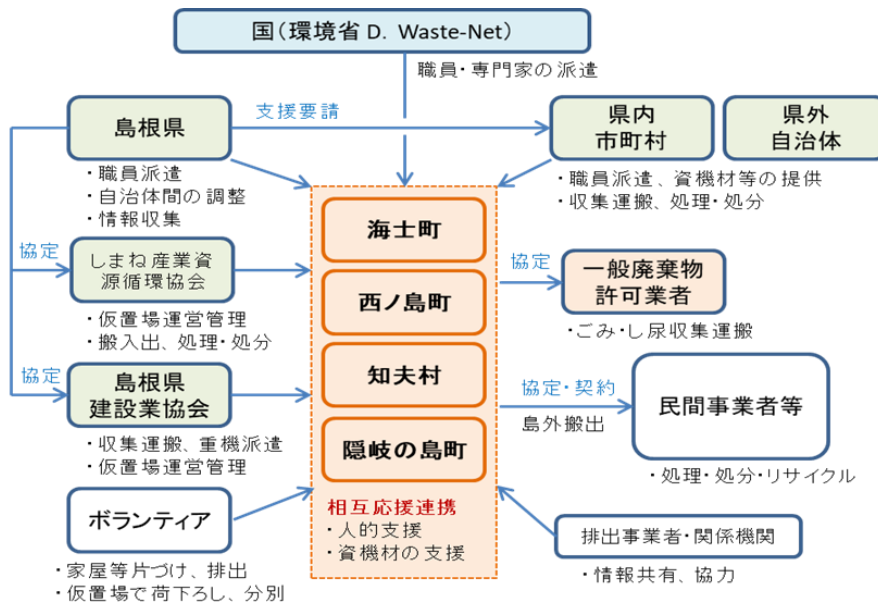 国(環境省 D. Waste-Net)
職員・専門家の派遣
島根県
支援要請
県内
市町村
県外
自治体
・職員派遣
・自治体間の調整
・情報収集
・職員派遣、資機材等の提供
・収集運搬、処理・処分
海士町
協定
しまね産業資
源循環協会
西ノ島町
協定
一般廃棄物
許可業者
・仮置場運営管理
・搬入出、処理・処分
・ごみ・し尿収集運搬
知夫村
協定
島根県
建設業協会
協定・契約
島外搬出
民間事業者等
・収集運搬、重機派遣
・仮置場運営管理
隠岐の島町
・処理・処分・リサイクル
ボランティア
相互応援連携
・人的支援
・資機材の支援
排出事業者・関係機関
・家屋等片づけ、排出
・仮置場で荷下ろし、分別
・情報共有、協力